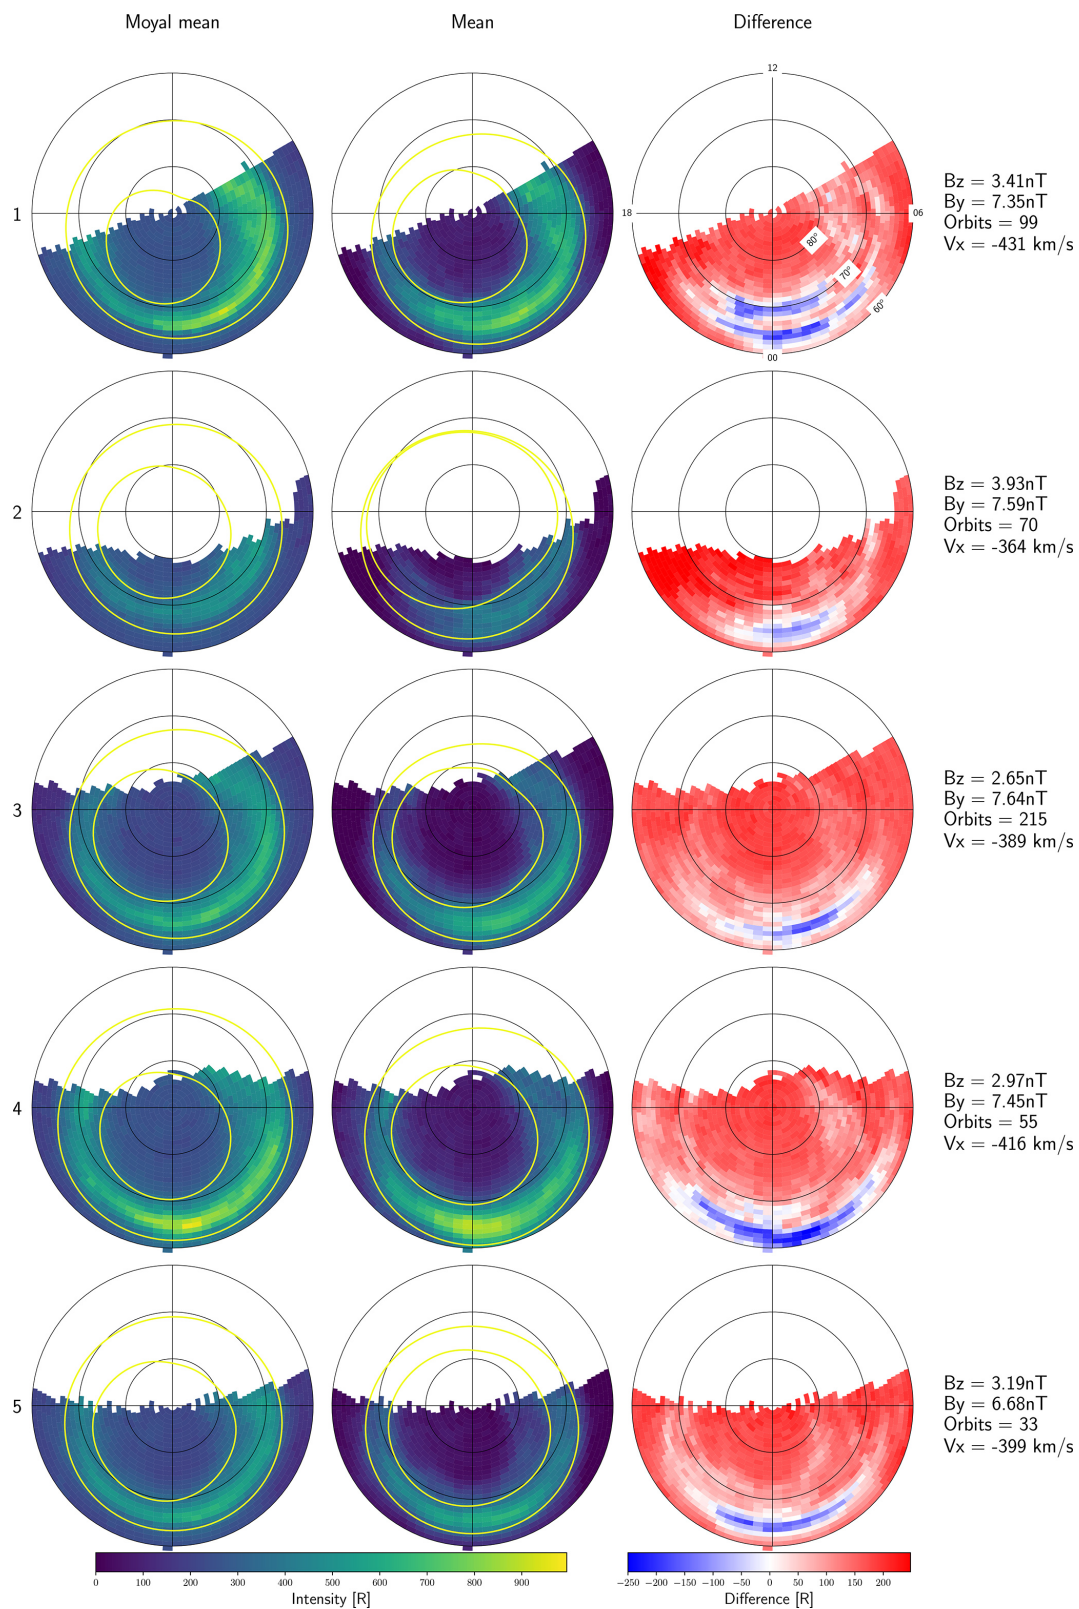 Moyal mean Mean Difference
12
1 18 06
80°
70°
60°
00
Bz = 3.41nT
By = 7.35nT
Orbits = 99
Vx = -431 km/s
2
Bz = 3.93nT
By = 7.59nT
Orbits = 70
Vx = -364 km/s
3
Bz = 2.65nT
By = 7.64nT
Orbits = 215
Vx = -389 km/s
4
Bz = 2.97nT
By = 7.45nT
Orbits = 55
Vx = -416 km/s
5
Bz = 3.19nT
By = 6.68nT
Orbits = 33
Vx = -399 km/s
0 100 200 300 400 500 600 700 800 900
Intensity [R]
−250 −200 −150 −100 −50 0 50 100 150 200
Difference [R]